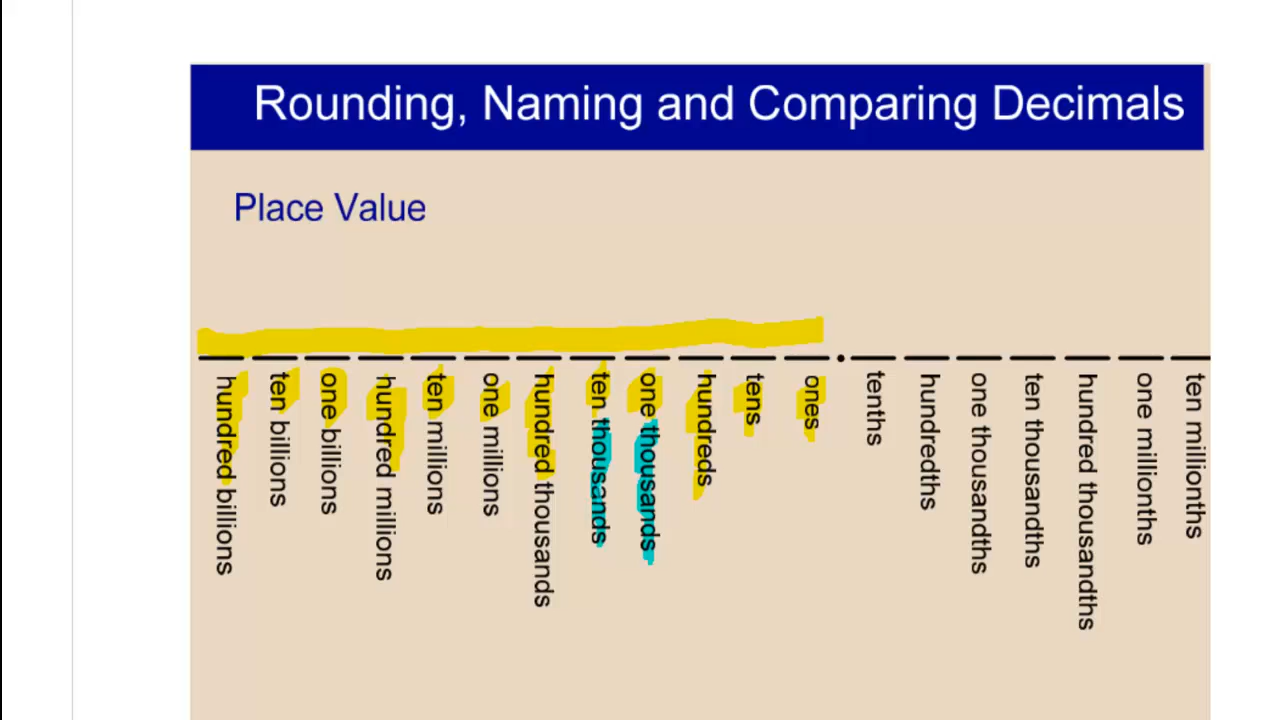 Rounding, Naming and Comparing Decimals
Place Value
hundred billions
ten billions
one billions
hundred millions
ten millions
one millions
hundred thousands
ten thousands
one thousands
hundreds
tens
ones
.
tenths
hundredths
one thousandths
ten thousandths
hundred thousandths
one millionths
ten millionths